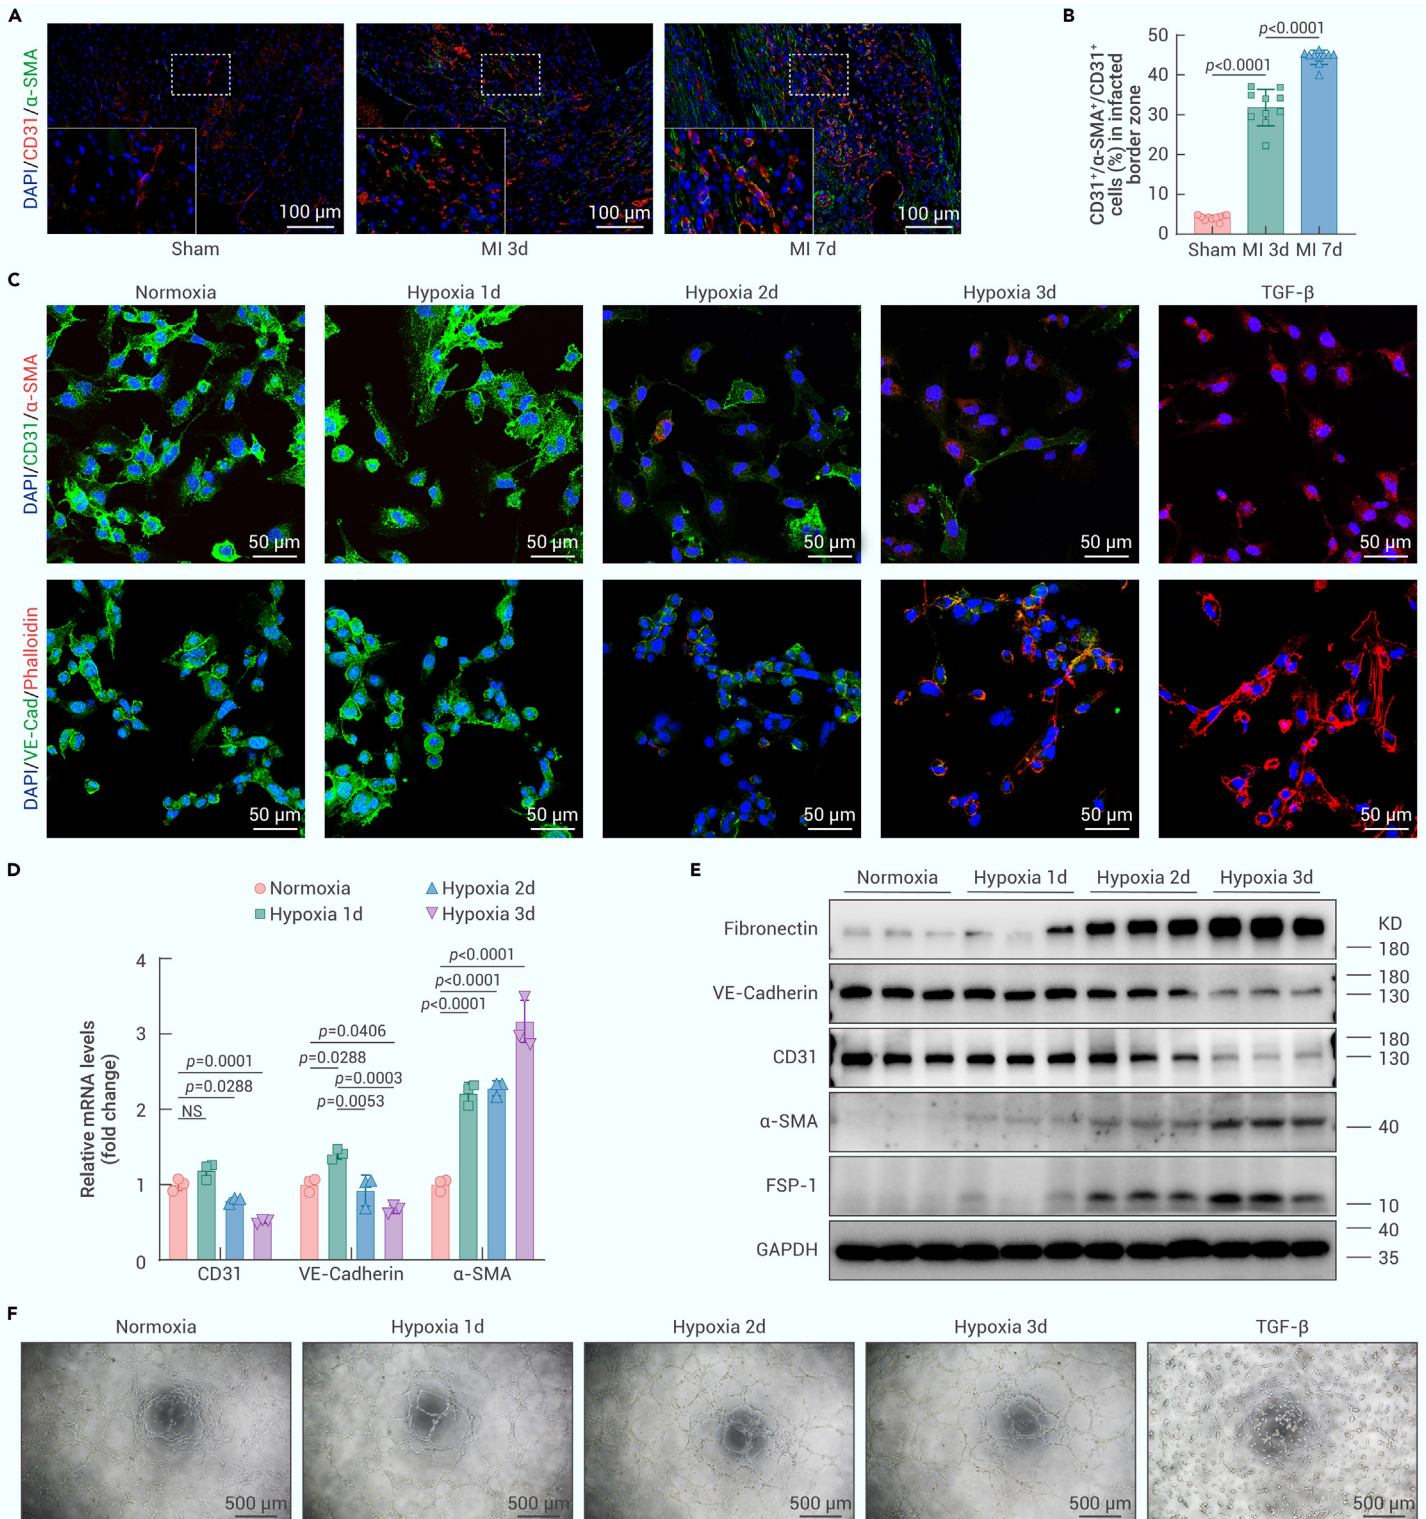 A
DAPI/CD31/α-SMA
100 µm
100 µm
100 µm
Sham
MI 3d
MI 7d
B
CD31⁺/α-SMA⁺/CD31⁺
cells (%) in infacted
border zone
50
40
30
20
10
0
p<0.0001
p<0.0001
Sham MI 3d MI 7d
C
Normoxia
Hypoxia 1d
Hypoxia 2d
Hypoxia 3d
TGF-β
DAPI/CD31/α-SMA
50 µm
50 µm
50 µm
50 µm
50 µm
DAPI/VE-Cad/Phalloidin
50 µm
50 µm
50 µm
50 µm
50 µm
D
Normoxia
Hypoxia 1d
Hypoxia 2d
Hypoxia 3d
Relative mRNA levels
(fold change)
4
3
2
1
0
p=0.0001
p=0.0288
NS
p=0.0406
p=0.0288
p=0.0003
p=0.0053
p<0.0001
p<0.0001
p<0.0001
CD31
VE-Cadherin
α-SMA
E
Normoxia
Hypoxia 1d
Hypoxia 2d
Hypoxia 3d
Fibronectin
KD
180
VE-Cadherin
180
130
CD31
180
130
α-SMA
40
FSP-1
10
GAPDH
40
35
F
Normoxia
Hypoxia 1d
Hypoxia 2d
Hypoxia 3d
TGF-β
500 µm
500 µm
500 µm
500 µm
500 µm